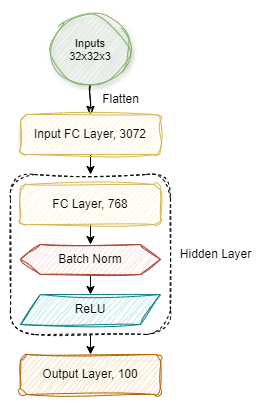 Inputs
32x32x3
Flatten
Input FC Layer, 3072
FC Layer, 768
Batch Norm
Hidden Layer
ReLU
Output Layer, 100